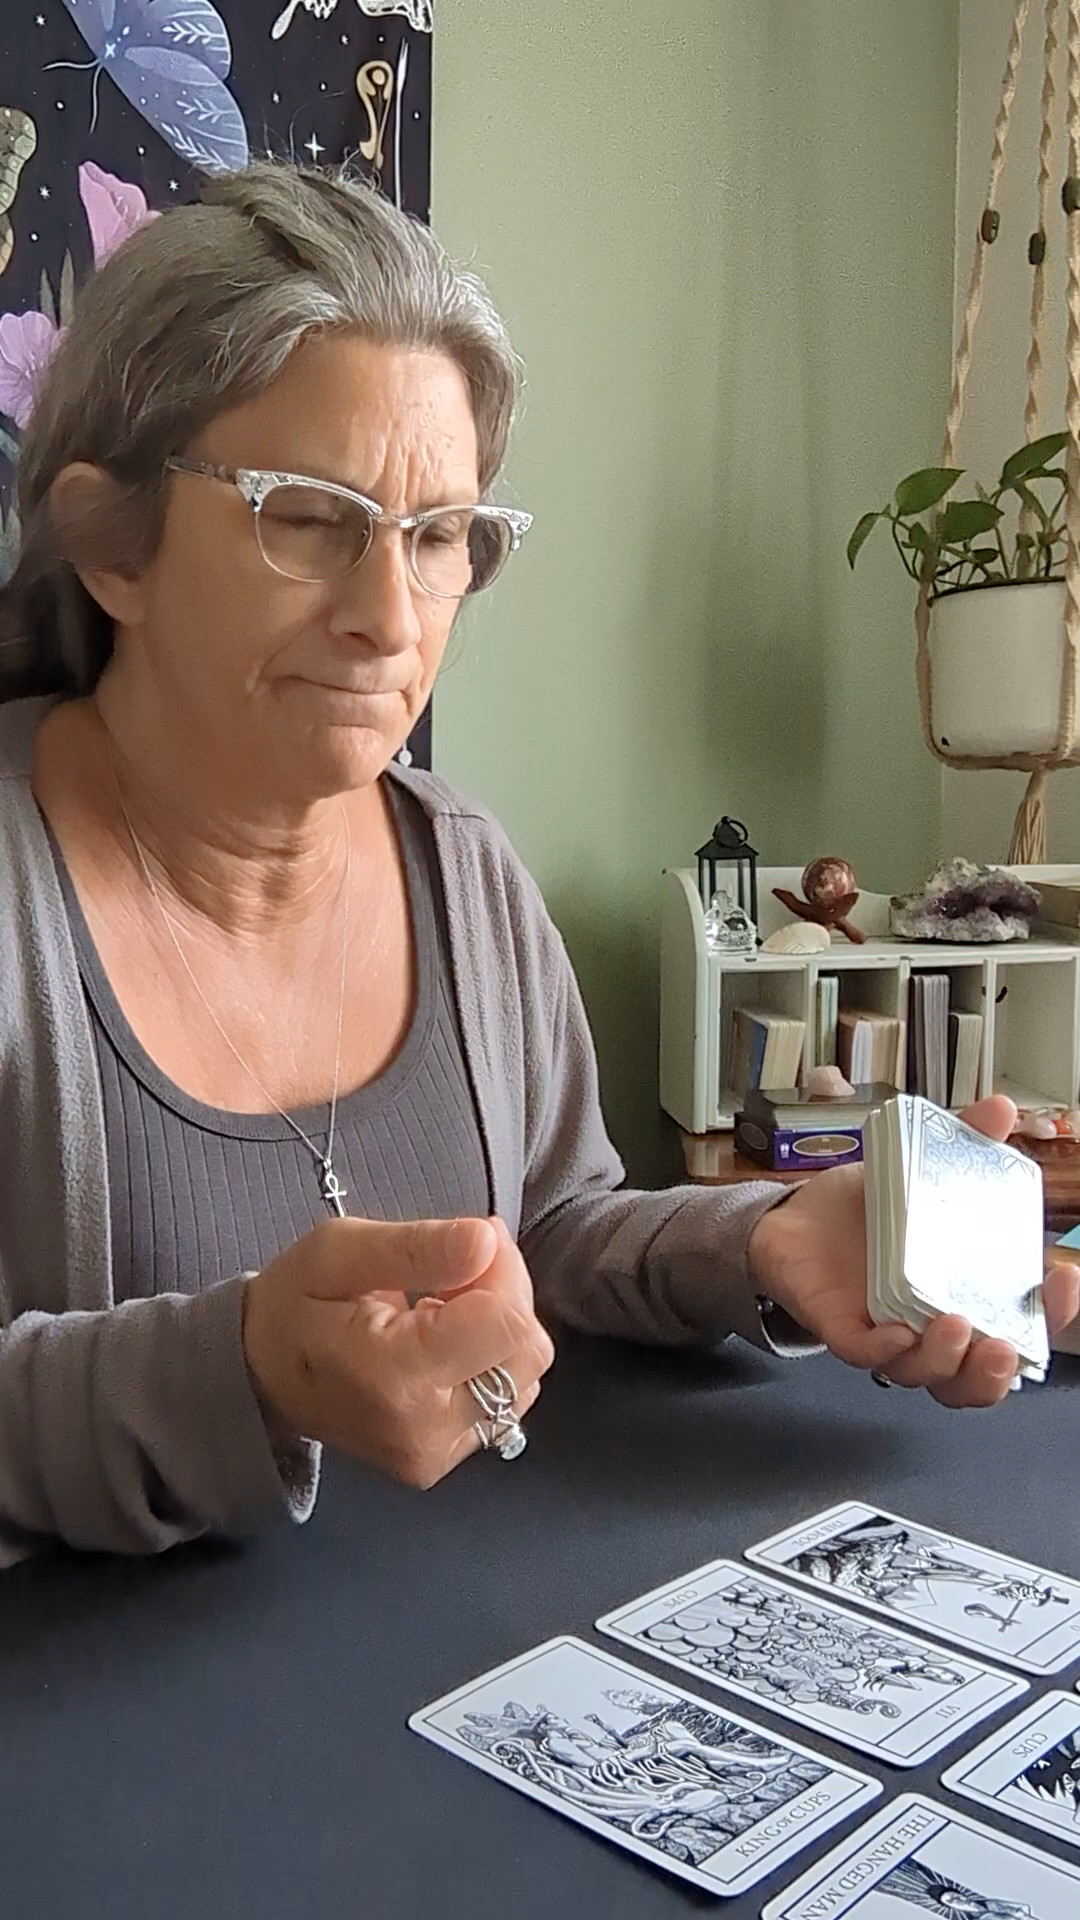 THE FOOL
CUPS
VII
KING OF CUPS
CUPS
THE HANGED MAN